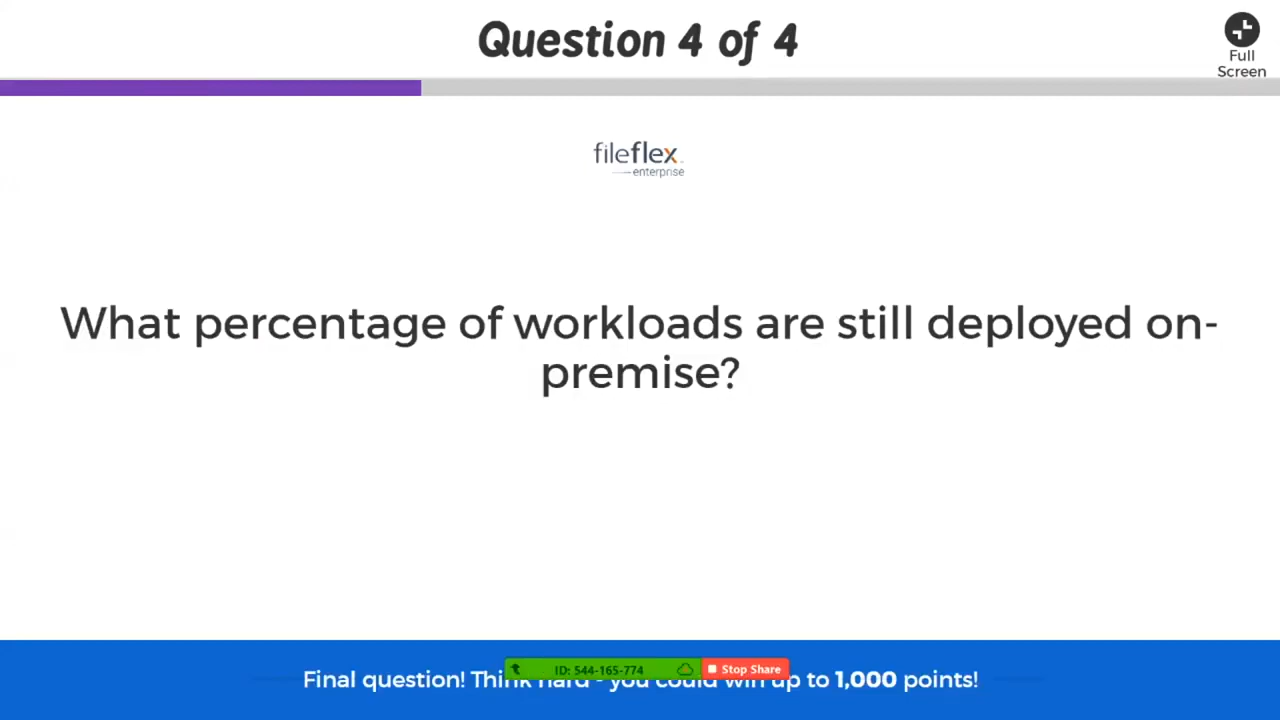 Question 4 of 4
Full
Screen
fileflex
enterprise
What percentage of workloads are still deployed on-
premise?
ID: 544-165-774
Stop Share
Final question! Think hard - you could win up to 1,000 points!